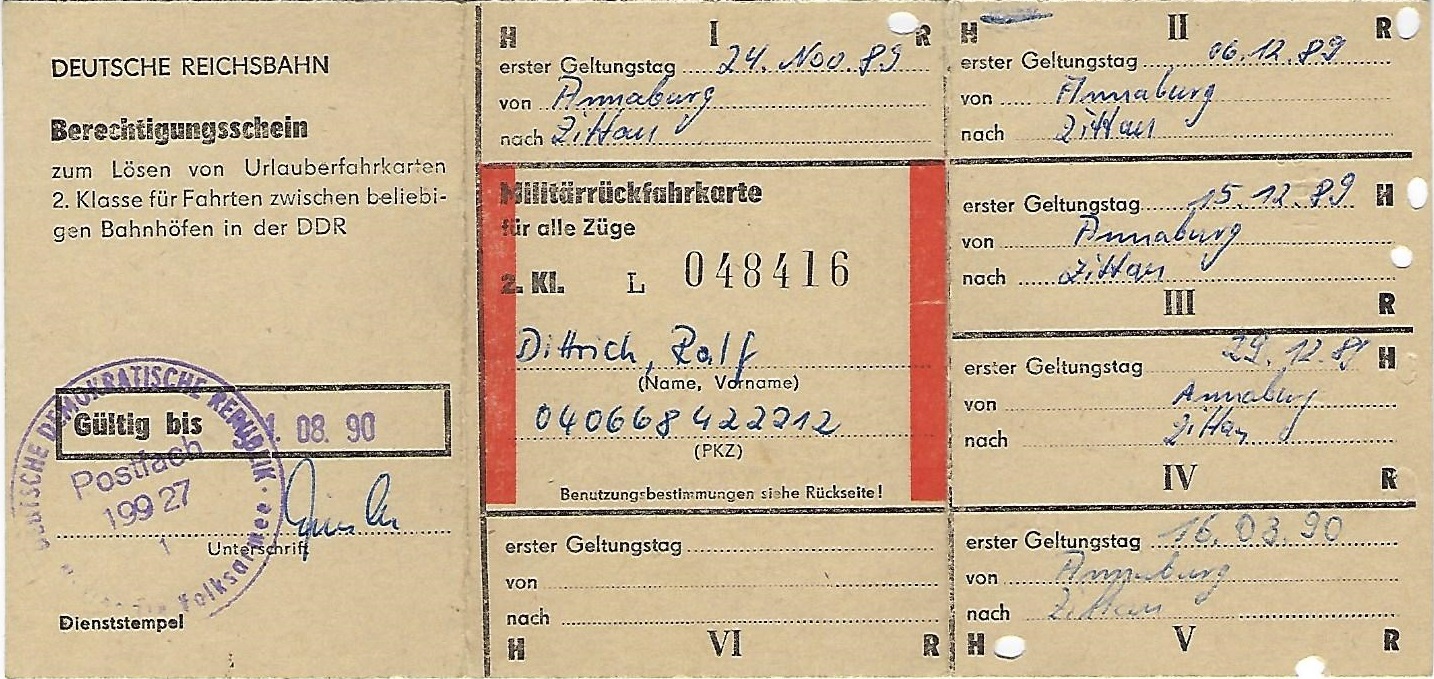 DEUTSCHE REICHSBAHN
Berechtigungsschein
zum Lösen von Urlauberfahrkarten
2. Klasse für Fahrten zwischen beliebi-
gen Bahnhöfen in der DDR
Gültig bis 08. 90
DEUTSCHE DEMOKRATISCHE REPUBLIK
Postfach
199 27
1
Volksarmee
Unterschrift
Dienststempel
H I R
erster Geltungstag 24. Nov. 89
von Annaburg
nach Zittau
Militärrückfahrkarte
für alle Züge
2. Kl. L 048416
Dittrich, Ralf
(Name, Vorname)
040668422212
(PKZ)
Benutzungsbestimmungen siehe Rückseite!
erster Geltungstag
von
nach
H VI R
H II R
erster Geltungstag 06.12.89
von Annaburg
nach Zittau
erster Geltungstag 15.12.89 H
von Annaburg
nach Zittau
III R
erster Geltungstag 29.12.89 H
von Annaburg
nach Zittau
IV R
erster Geltungstag 16.03.90
von Annaburg
nach Zittau
H V R